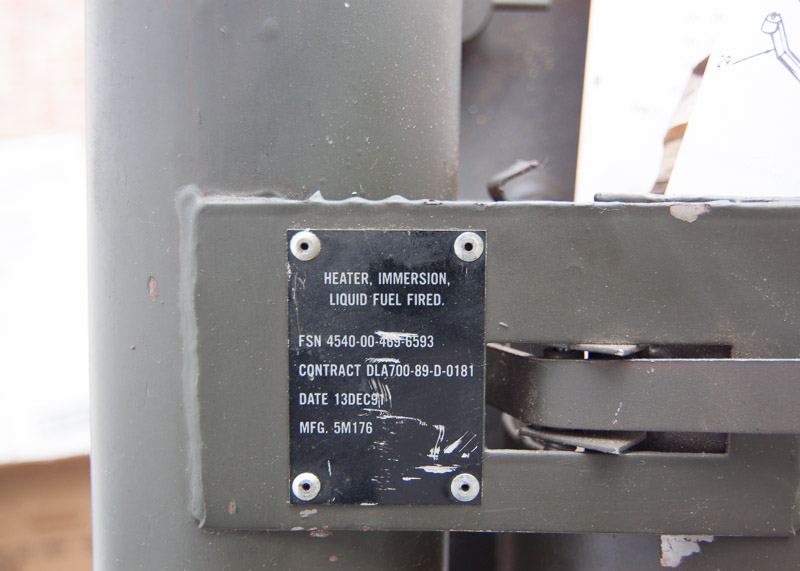 HEATER, IMMERSION,
LIQUID FUEL FIRED.
FSN 4540-00-469-6593
CONTRACT DLA700-89-D-0181
DATE 13DEC91
MFG. 5M176